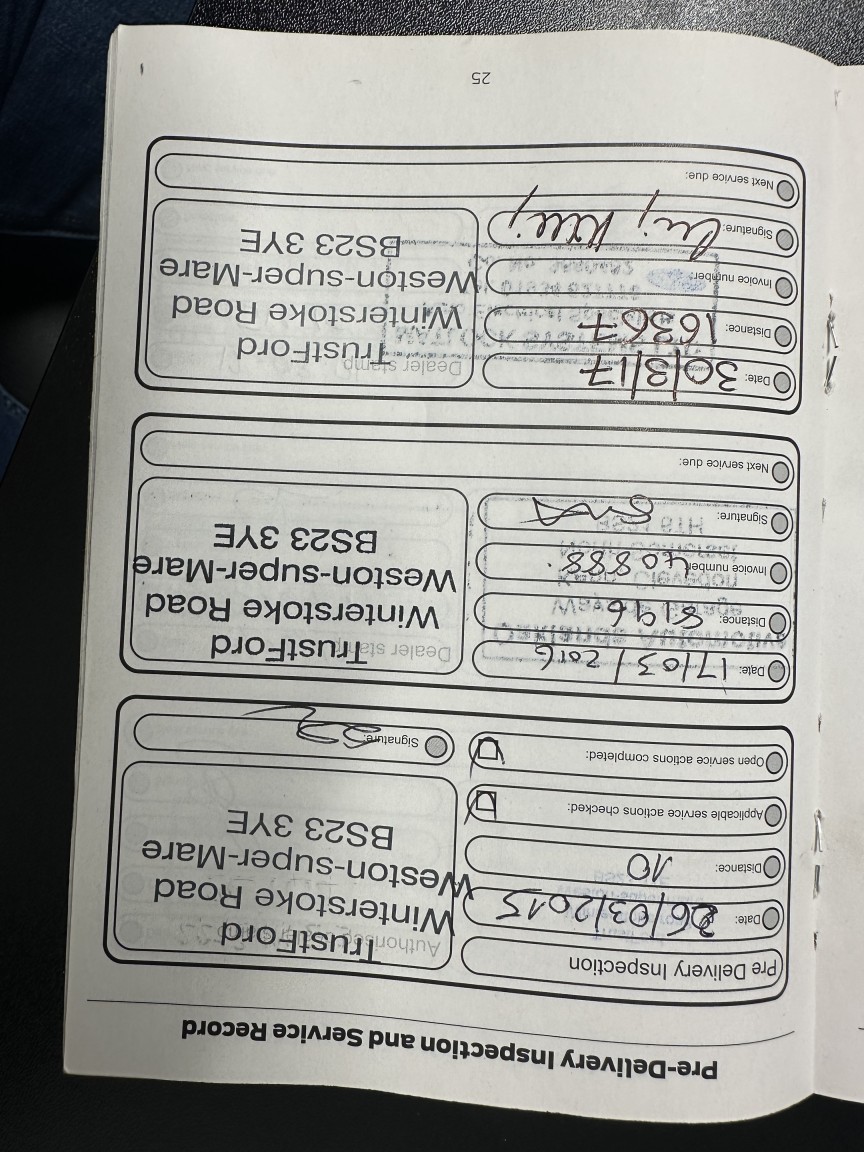 Pre-Delivery Inspection and Service Record
Pre Delivery Inspection
Date: 26/03/2015
Distance: 10
Applicable service actions checked:
Open service actions completed:
Authorised
TrustFord
Winterstoke Road
Weston-super-Mare
BS23 3YE
Signature:
Date: 17/03/2016
Distance: 8196
Invoice number 40888.
Signature:
Next service due:
Dealer stamp
TrustFord
Winterstoke Road
Weston-super-Mare
BS23 3YE
Date: 30/3/17
Distance: 16367
Invoice number
Signature:
Next service due:
Dealer stamp
TrustFord
Winterstoke Road
Weston-super-Mare
BS23 3YE
25